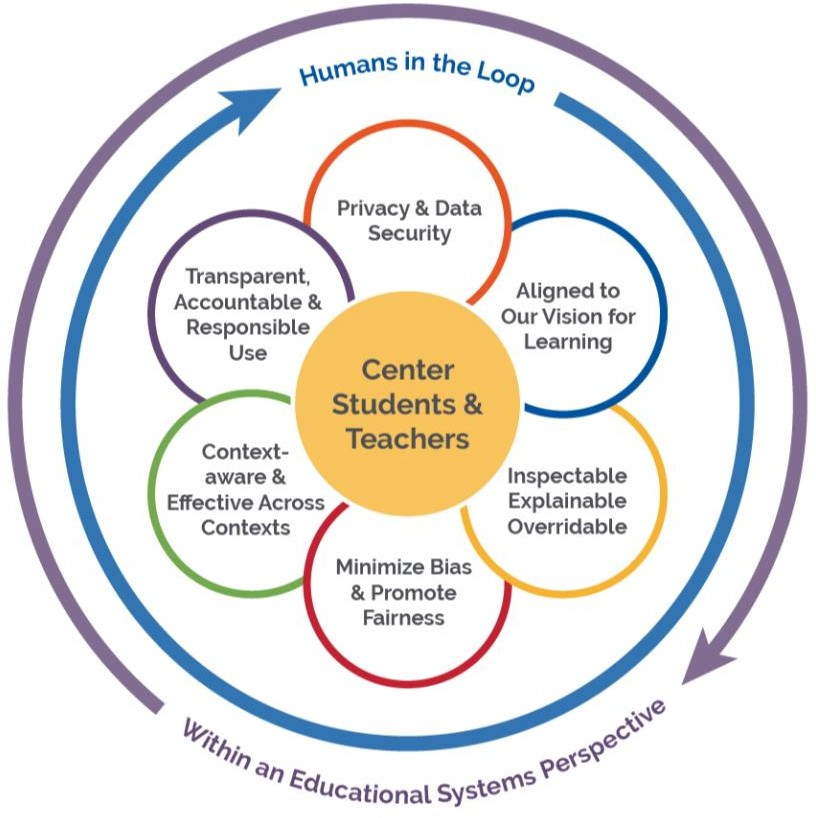 Humans in the Loop
Privacy & Data
Security
Aligned to
Our Vision for
Learning
Inspectable
Explainable
Overridable
Minimize Bias
& Promote
Fairness
Context-
aware &
Effective Across
Contexts
Transparent,
Accountable &
Responsible
Use
Center
Students &
Teachers
Within an Educational Systems Perspective